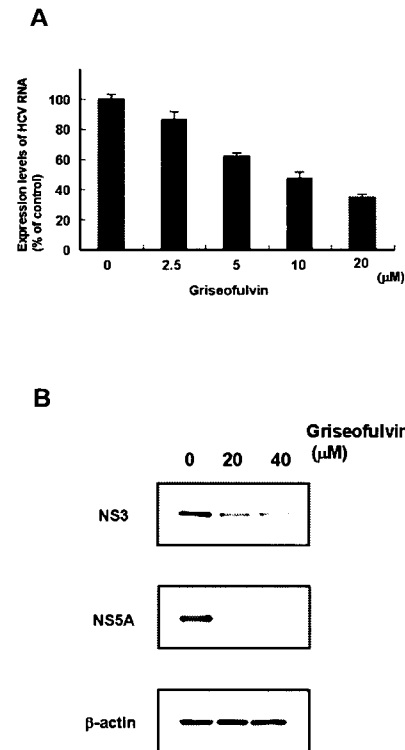 A
Expression levels of HCV RNA
(% of control)
100
80
60
40
20
0
0 2.5 5 10 20 (μM)
Griseofulvin
B
Griseofulvin
(μM)
0 20 40
NS3
NS5A
β-actin